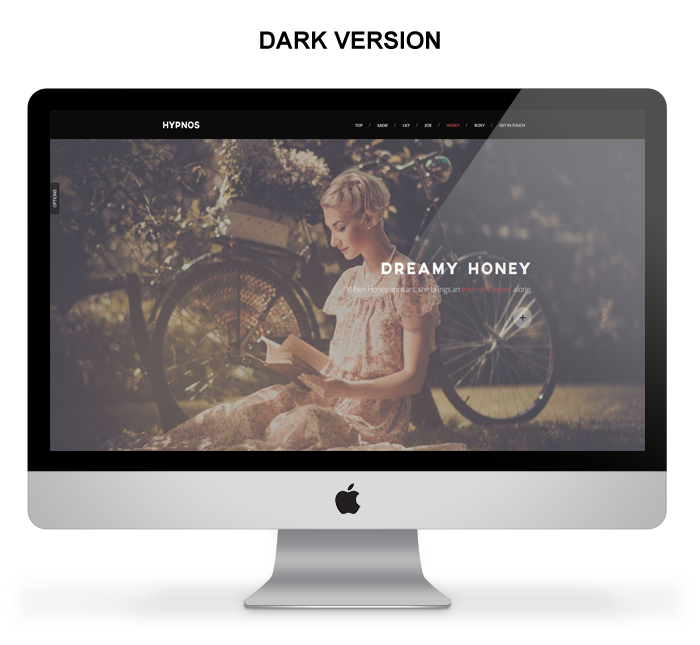 DARK VERSION
HYPNOS
TOP / SADIE / LILY / ZOE / HONEY / ROXY / GET IN TOUCH
OPTIONS
DREAMY HONEY
When Honey appears, she brings an along.
+